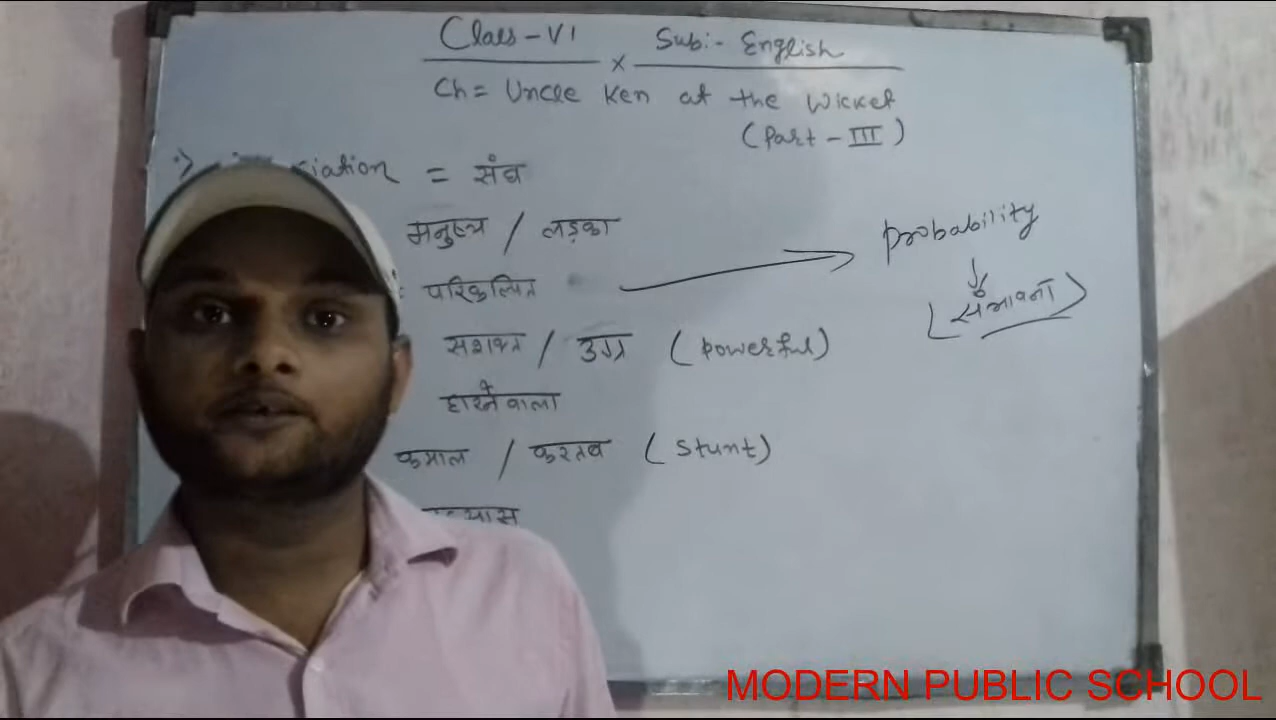 Class - VI × Sub:- English
Ch = Uncle Ken at the Wicket
(Part - III)
:) iation = संघ
मनुष्य / लड़का
probability
: परिकल्पित
(संभावना)
सशक्त / उग्र (powerful)
हारनेवाला
कमाल / करतब (stunt)
MODERN PUBLIC SCHOOL